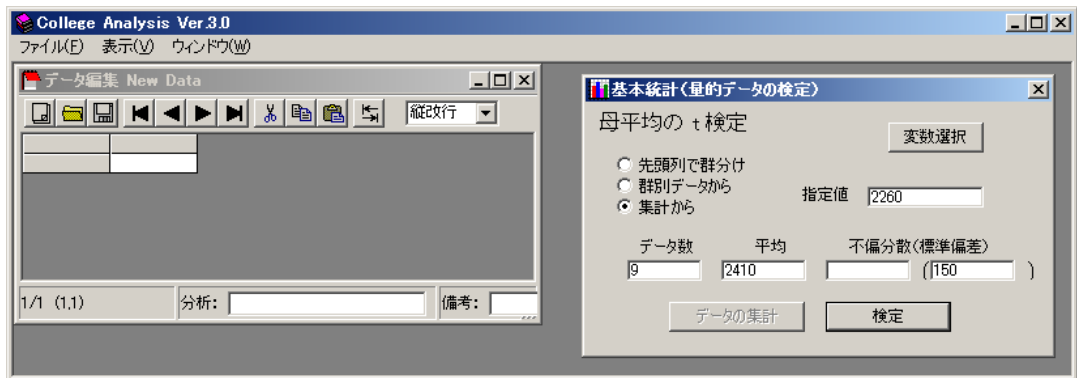 College Analysis Ver.3.0
ファイル(F) 表示(V) ウィンドウ(W)
データ編集 New Data
縦改行
1/1 (1,1)
分析:
備考:
基本統計(量的データの検定)
母平均の t 検定
変数選択
先頭列で群分け
群別データから
集計から
指定値 2260
データ数 平均 不偏分散(標準偏差)
9 2410 (150 )
データの集計 検定